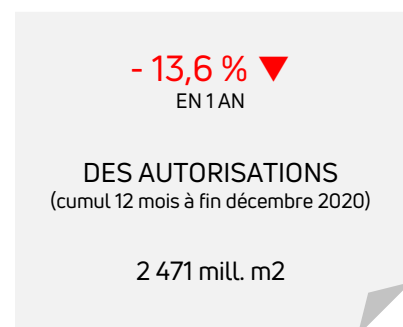 - 13,6 % ▼
EN 1 AN
DES AUTORISATIONS
(cumul 12 mois à fin décembre 2020)
2 471 mill. m2